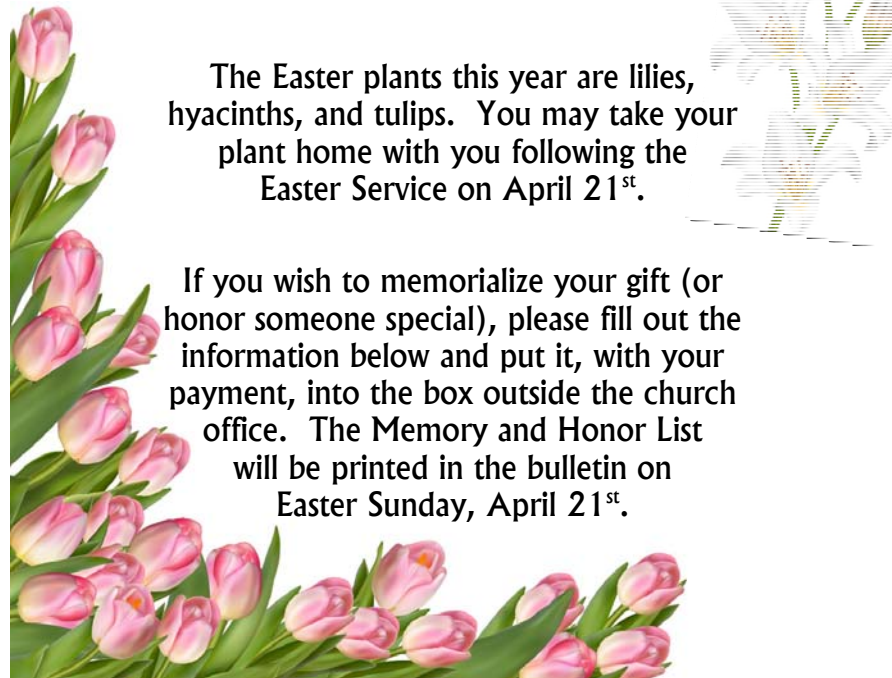 The Easter plants this year are lilies,
hyacinths, and tulips.  You may take your
plant home with you following the
Easter Service on April 21st.
If you wish to memorialize your gift (or
honor someone special), please fill out the
information below and put it, with your
payment, into the box outside the church
office.  The Memory and Honor List
will be printed in the bulletin on
Easter Sunday, April 21st.